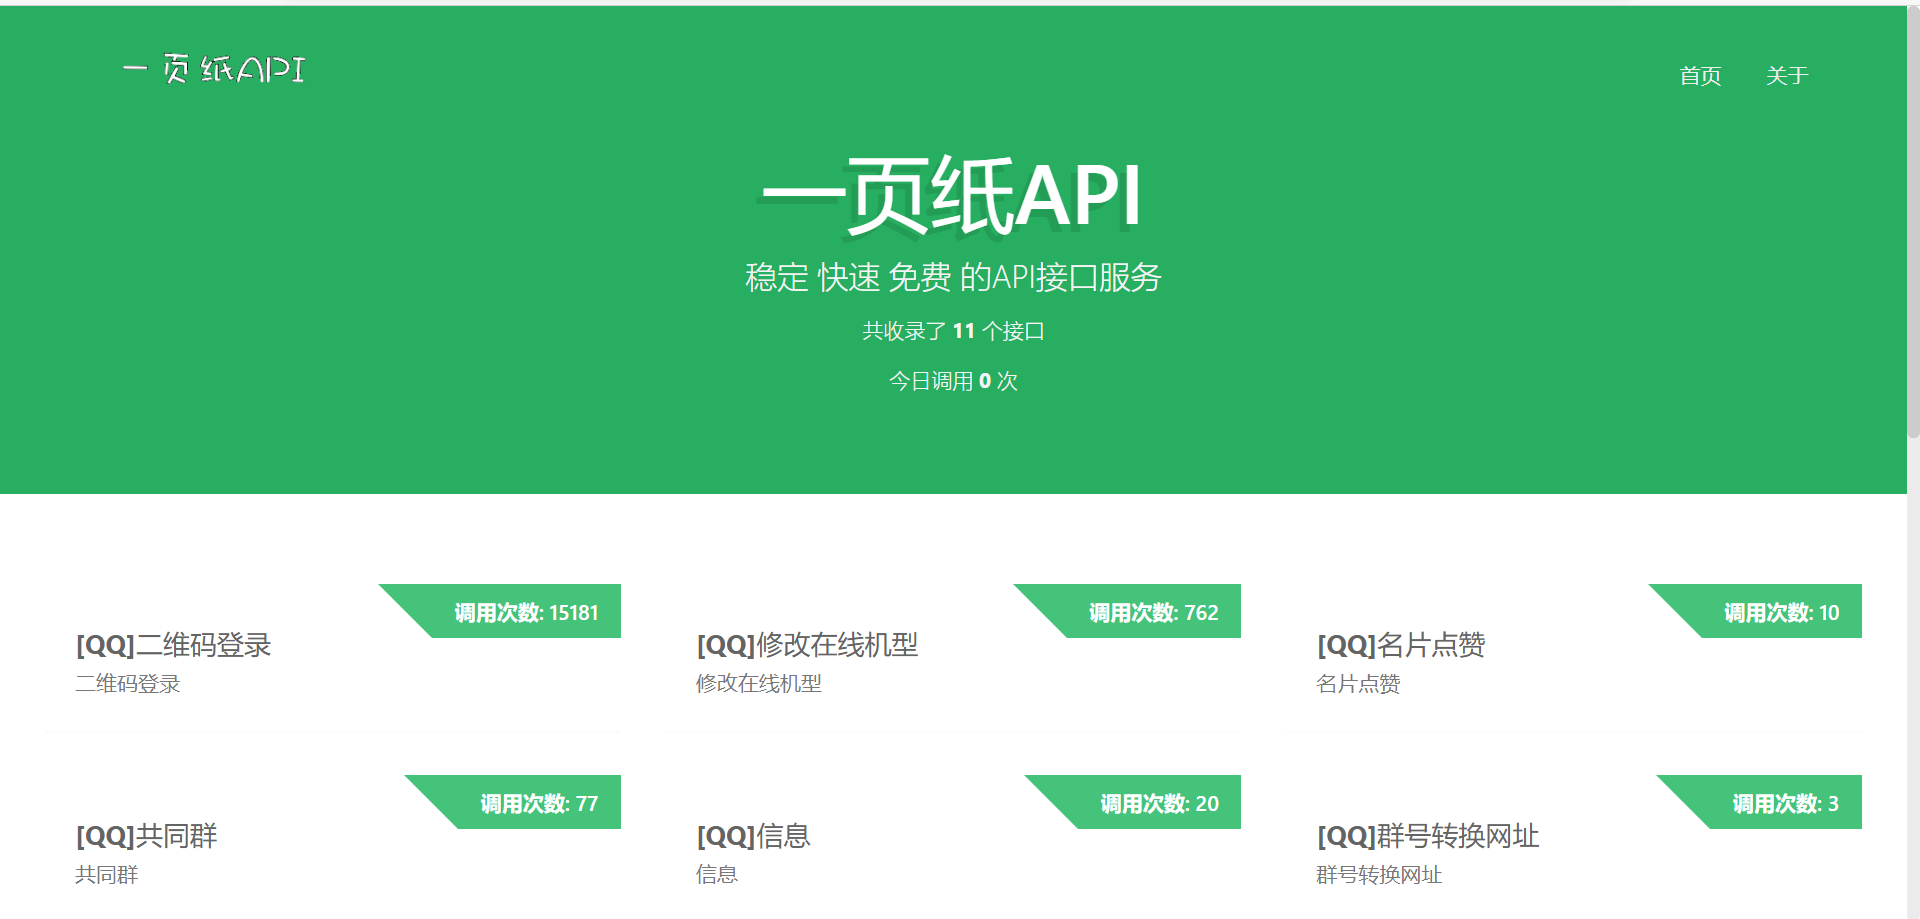 一页纸API
首页 关于
一页纸API
稳定 快速 免费 的API接口服务
共收录了 11 个接口
今日调用 0 次
调用次数: 15181
[QQ]二维码登录
二维码登录
调用次数: 762
[QQ]修改在线机型
修改在线机型
调用次数: 10
[QQ]名片点赞
名片点赞
调用次数: 77
[QQ]共同群
共同群
调用次数: 20
[QQ]信息
信息
调用次数: 3
[QQ]群号转换网址
群号转换网址